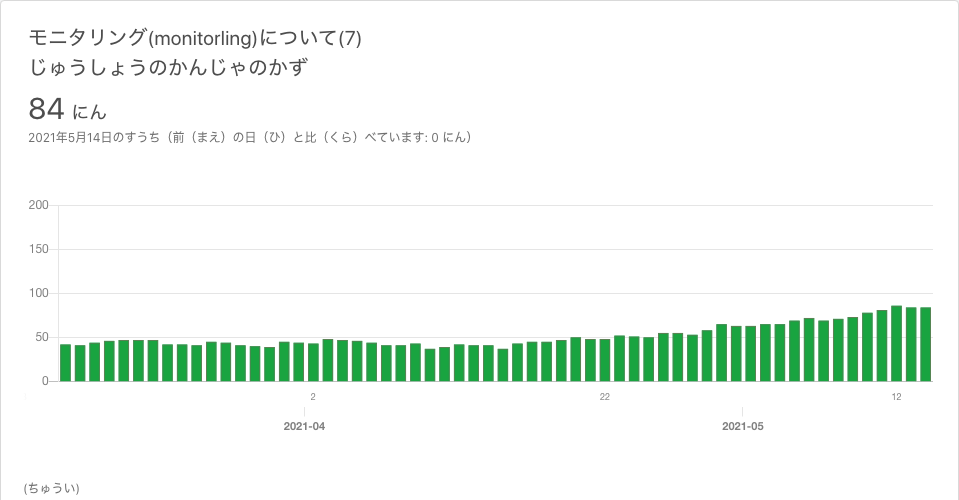 モニタリング(monitorling)について(7)
じゅうしょうのかんじゃのかず
84 にん
2021年5月14日のすうち（前（まえ）の日（ひ）と比（くら）べています: 0 にん）
200
150
100
50
0
2 22 12
2021-04 2021-05
(ちゅうい)